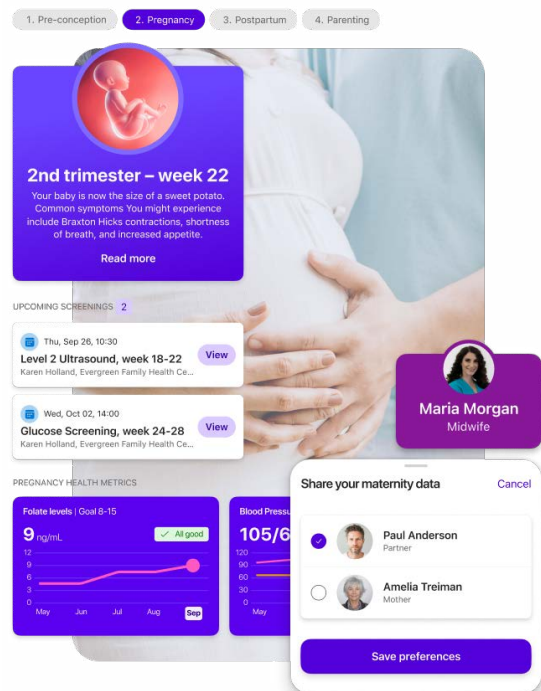 1. Pre-conception
2. Pregnancy
3. Postpartum
4. Parenting
2nd trimester – week 22
Your baby is now the size of a sweet potato.
Common symptoms You might experience
include Braxton Hicks contractions, shortness
of breath, and increased appetite.
Read more
UPCOMING SCREENINGS 2
Thu, Sep 26, 10:30
Level 2 Ultrasound, week 18-22
Karen Holland, Evergreen Family Health Ce...
View
Wed, Oct 02, 14:00
Glucose Screening, week 24-28
Karen Holland, Evergreen Family Health Ce...
View
Maria Morgan
Midwife
PREGNANCY HEALTH METRICS
Folate levels | Goal 8-15
9 ng/mL
All good
12
9
6
3
0
May Jun Jul Aug Sep
Blood Pressu
105/6
120
90
60
30
0
May
Share your maternity data
Cancel
Paul Anderson
Partner
Amelia Treiman
Mother
Save preferences